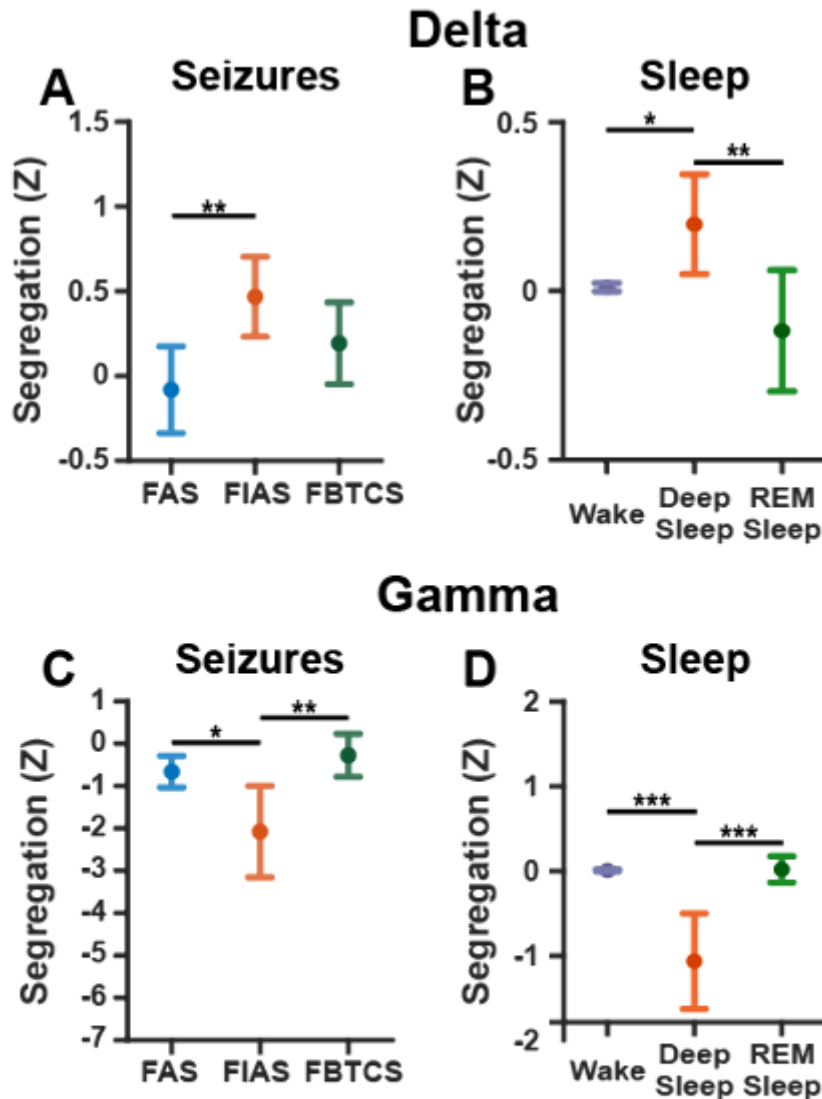 Delta
A Seizures
B Sleep
Segregation (Z)
1.5
1
0.5
0
-0.5
**
FAS FIAS FBTCS
Segregation (Z)
0.5
0
-0.5
*
**
Wake Deep Sleep REM Sleep
Gamma
C Seizures
D Sleep
Segregation (Z)
1
0
-1
-2
-3
-4
-5
-6
-7
*
**
FAS FIAS FBTCS
Segregation (Z)
2
1
0
-1
-2
***
***
Wake Deep Sleep REM Sleep